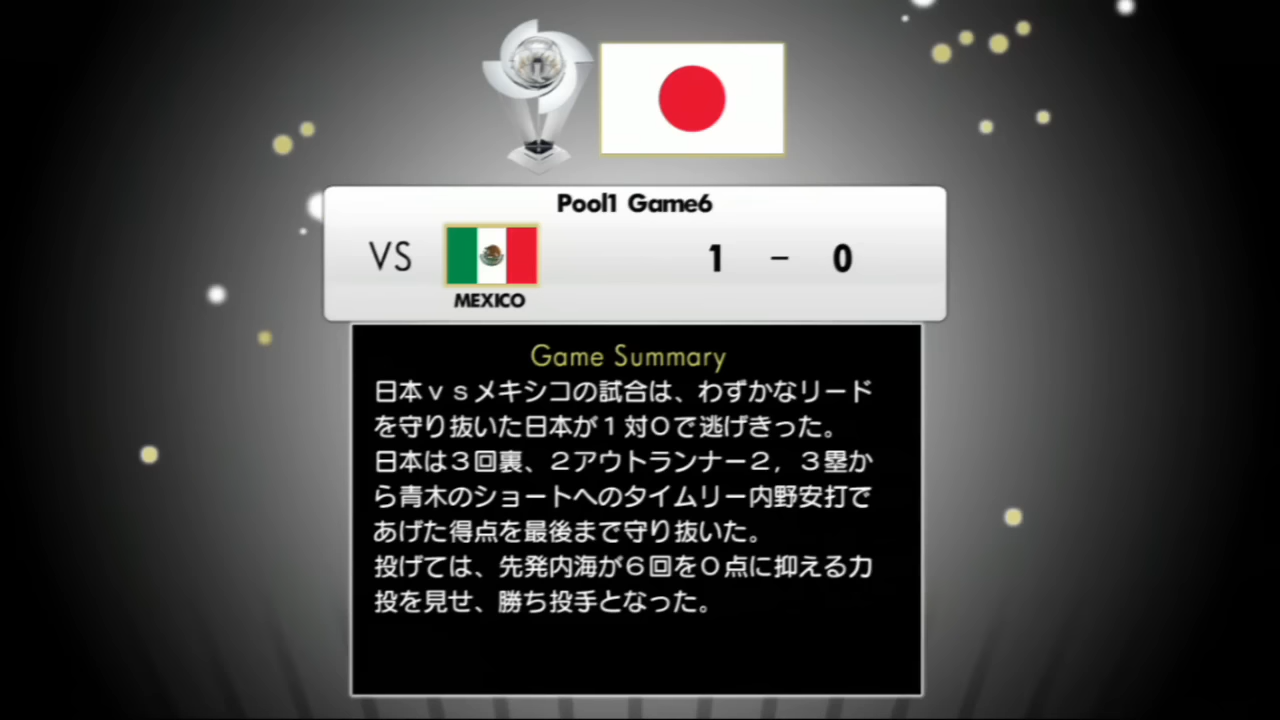 Pool1 Game6
VS
1 - 0
MEXICO
Game Summary
日本ｖｓメキシコの試合は、わずかなリード
を守り抜いた日本が１対０で逃げきった。
日本は３回裏、２アウトランナー２，３塁か
ら青木のショートへのタイムリー内野安打で
あげた得点を最後まで守り抜いた。
投げては、先発内海が６回を０点に抑える力
投を見せ、勝ち投手となった。